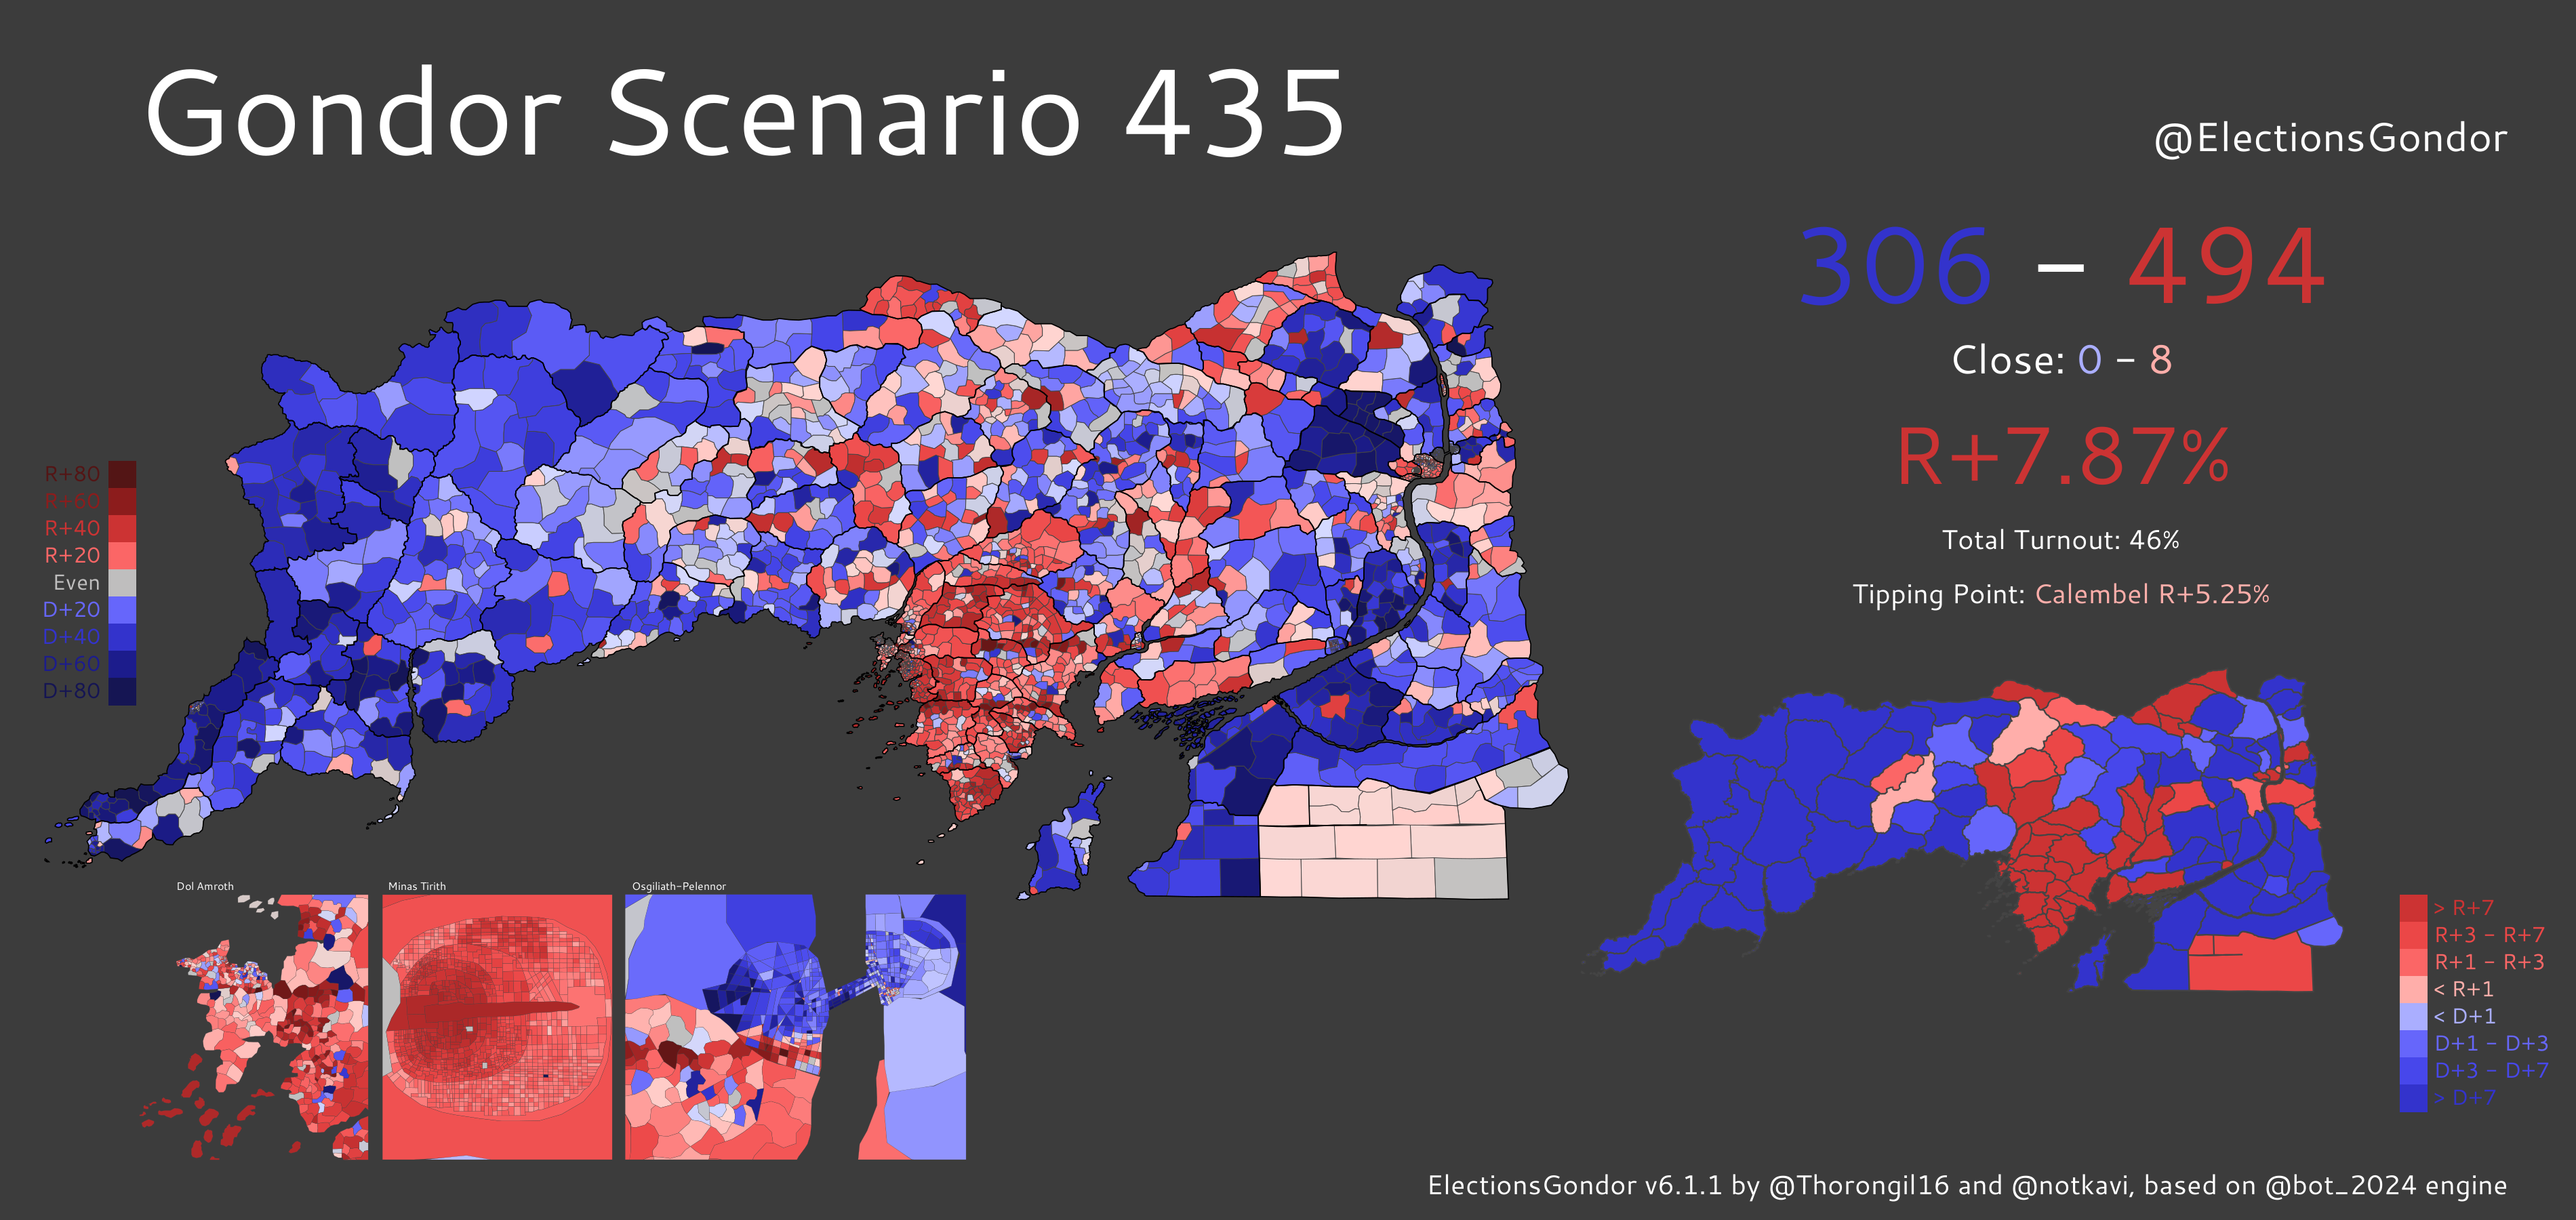 Gondor Scenario 435
@ElectionsGondor
306 – 494
Close: 0 – 8
R+7.87%
Total Turnout: 46%
Tipping Point: Calembel R+5.25%
R+80
R+60
R+40
R+20
Even
D+20
D+40
D+60
D+80
Dol Amroth
Minas Tirith
Osgiliath-Pelennor
> R+7
R+3 – R+7
R+1 – R+3
< R+1
< D+1
D+1 – D+3
D+3 – D+7
> D+7
ElectionsGondor v6.1.1 by @Thorongil16 and @notkavi, based on @bot_2024 engine